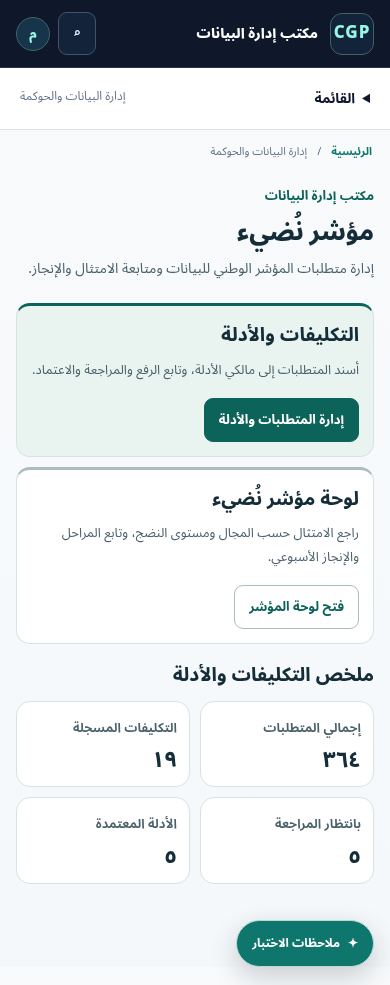 CGP
مكتب إدارة البيانات
م
القائمة
إدارة البيانات والحوكمة
الرئيسية / إدارة البيانات والحوكمة
مكتب إدارة البيانات
مؤشر نُضيء
إدارة متطلبات المؤشر الوطني للبيانات ومتابعة الامتثال والإنجاز.
التكليفات والأدلة
أسند المتطلبات إلى مالكي الأدلة، وتابع الرفع والمراجعة والاعتماد.
إدارة المتطلبات والأدلة
لوحة مؤشر نُضيء
راجع الامتثال حسب المجال ومستوى النضج، وتابع المراحل
والإنجاز الأسبوعي.
فتح لوحة المؤشر
ملخص التكليفات والأدلة
إجمالي المتطلبات
٣٦٤
التكليفات المسجلة
١٩
بانتظار المراجعة
٥
الأدلة المعتمدة
٥
ملاحظات الاختبار